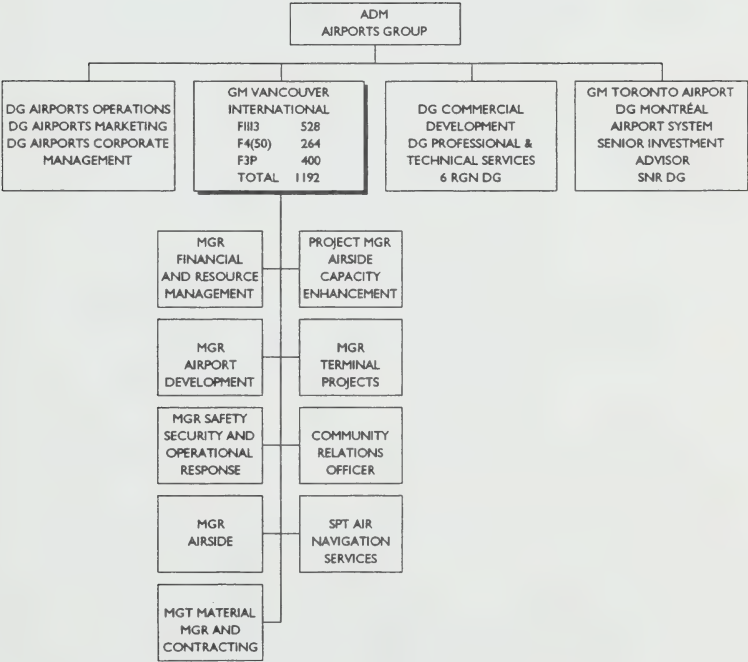 ADM
AIRPORTS GROUP
DG AIRPORTS OPERATIONS
DG AIRPORTS MARKETING
DG AIRPORTS CORPORATE
MANAGEMENT
GM VANCOUVER
INTERNATIONAL
FIII3 528
F4(50) 264
F3P 400
TOTAL 1192
DG COMMERCIAL
DEVELOPMENT
DG PROFESSIONAL &
TECHNICAL SERVICES
6 RGN DG
GM TORONTO AIRPORT
DG MONTRÉAL
AIRPORT SYSTEM
SENIOR INVESTMENT
ADVISOR
SNR DG
MGR
FINANCIAL
AND RESOURCE
MANAGEMENT
PROJECT MGR
AIRSIDE
CAPACITY
ENHANCEMENT
MGR
AIRPORT
DEVELOPMENT
MGR
TERMINAL
PROJECTS
MGR SAFETY
SECURITY AND
OPERATIONAL
RESPONSE
COMMUNITY
RELATIONS
OFFICER
MGR
AIRSIDE
SPT AIR
NAVIGATION
SERVICES
MGT MATERIAL
MGR AND
CONTRACTING